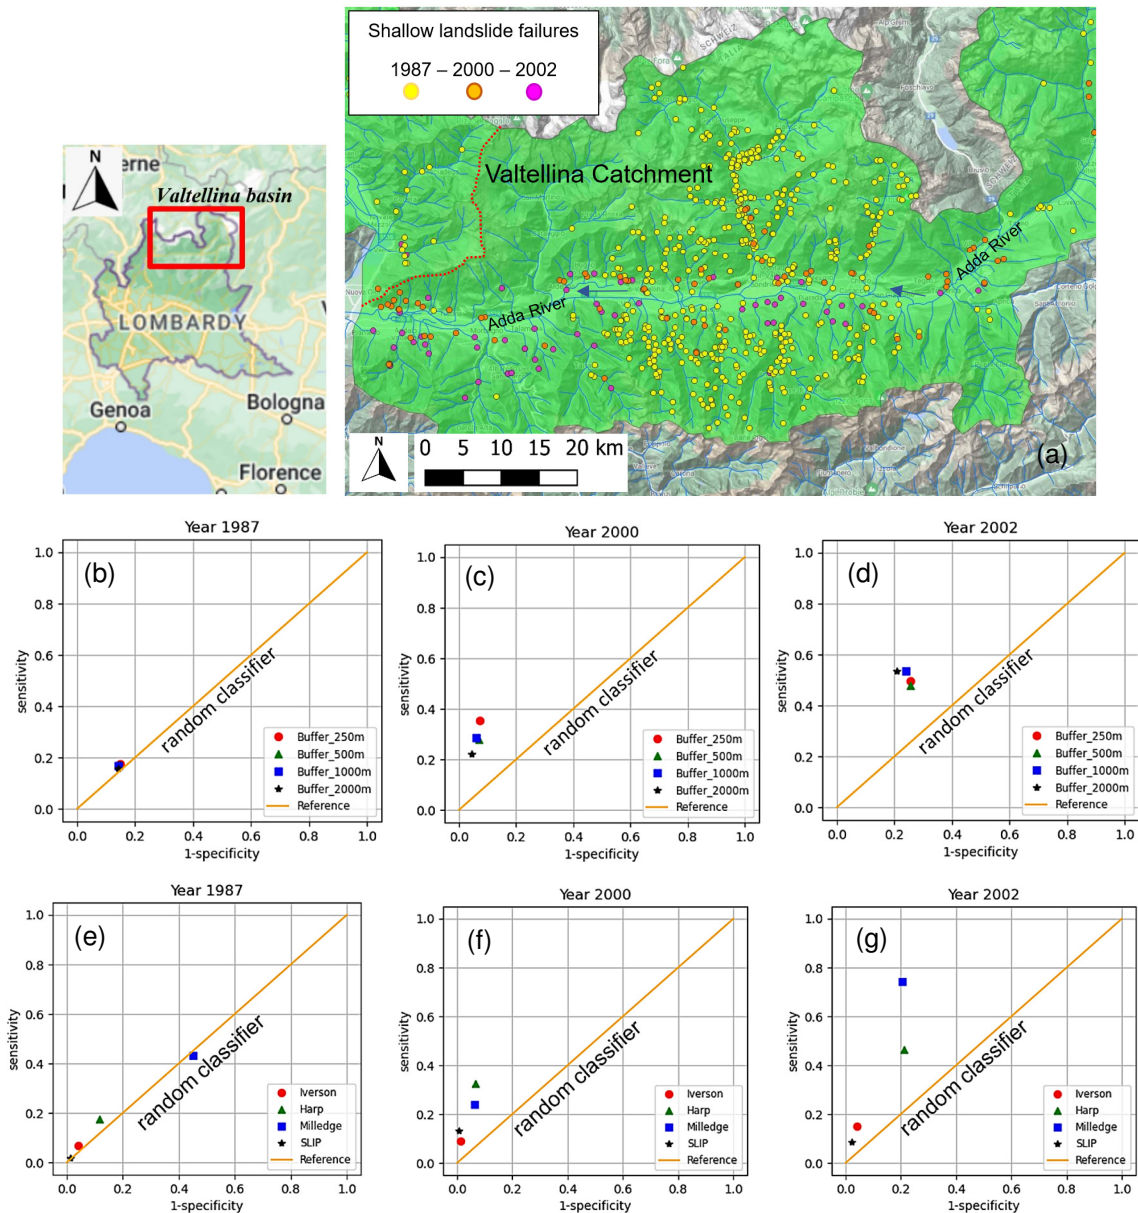 Shallow landslide failures
1987 – 2000 – 2002
N
erne
Valtellina basin
LOMBARDY
Genoa
Bologna
Florence
SCHWEIZ
Valtellina Catchment
Adda River
Adda River
N
0 5 10 15 20 km
(a)
Year 1987
(b)
1.0
0.8
0.6
0.4
0.2
0.0
sensitivity
random classifier
Buffer_250m
Buffer_500m
Buffer_1000m
Buffer_2000m
Reference
0.0 0.2 0.4 0.6 0.8 1.0
1-specificity
Year 2000
(c)
1.0
0.8
0.6
0.4
0.2
0.0
sensitivity
random classifier
Buffer_250m
Buffer_500m
Buffer_1000m
Buffer_2000m
Reference
0.0 0.2 0.4 0.6 0.8 1.0
1-specificity
Year 2002
(d)
1.0
0.8
0.6
0.4
0.2
0.0
sensitivity
random classifier
Buffer_250m
Buffer_500m
Buffer_1000m
Buffer_2000m
Reference
0.0 0.2 0.4 0.6 0.8 1.0
1-specificity
Year 1987
(e)
1.0
0.8
0.6
0.4
0.2
0.0
sensitivity
random classifier
Iverson
Harp
Milledge
SLIP
Reference
0.0 0.2 0.4 0.6 0.8 1.0
1-specificity
Year 2000
(f)
1.0
0.8
0.6
0.4
0.2
0.0
sensitivity
random classifier
Iverson
Harp
Milledge
SLIP
Reference
0.0 0.2 0.4 0.6 0.8 1.0
1-specificity
Year 2002
(g)
1.0
0.8
0.6
0.4
0.2
0.0
sensitivity
random classifier
Iverson
Harp
Milledge
SLIP
Reference
0.0 0.2 0.4 0.6 0.8 1.0
1-specificity